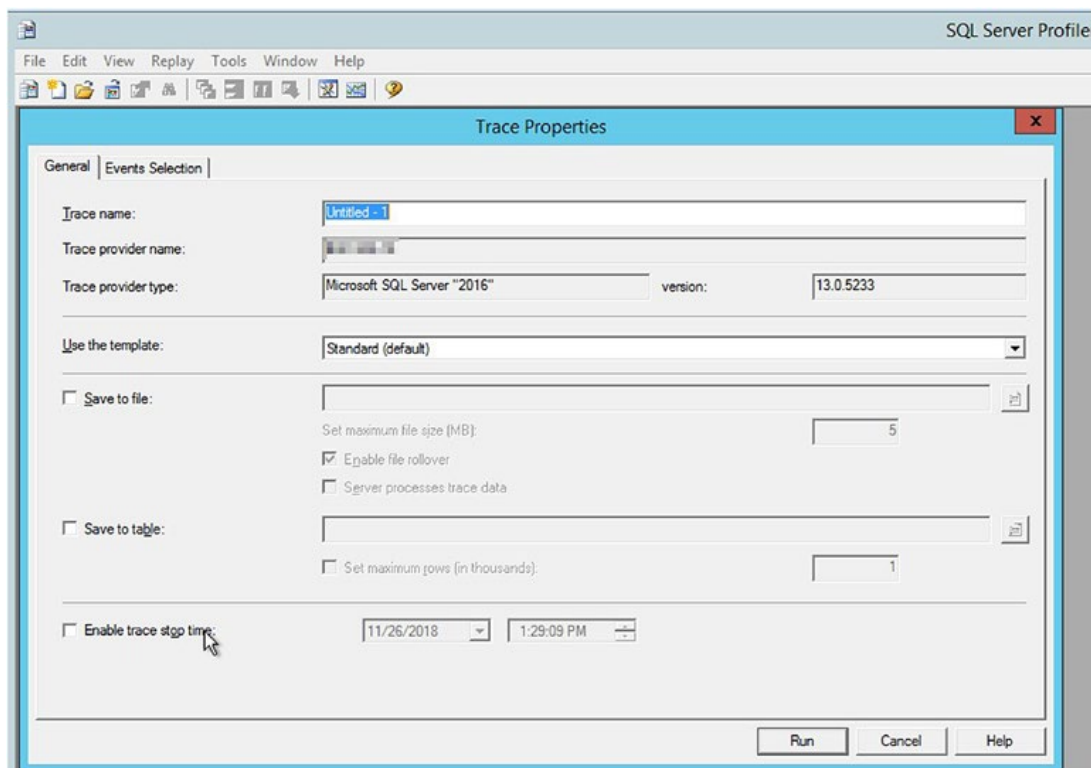 SQL Server Profile
File Edit View Replay Tools Window Help
Trace Properties
x
General Events Selection
Trace name: Untitled - 1
Trace provider name:
Trace provider type: Microsoft SQL Server "2016" version: 13.0.5233
Use the template: Standard (default)
Save to file:
Set maximum file size (MB): 5
Enable file rollover
Server processes trace data
Save to table:
Set maximum rows (in thousands): 1
Enable trace stop time: 11/26/2018 1:29:09 PM
Run Cancel Help